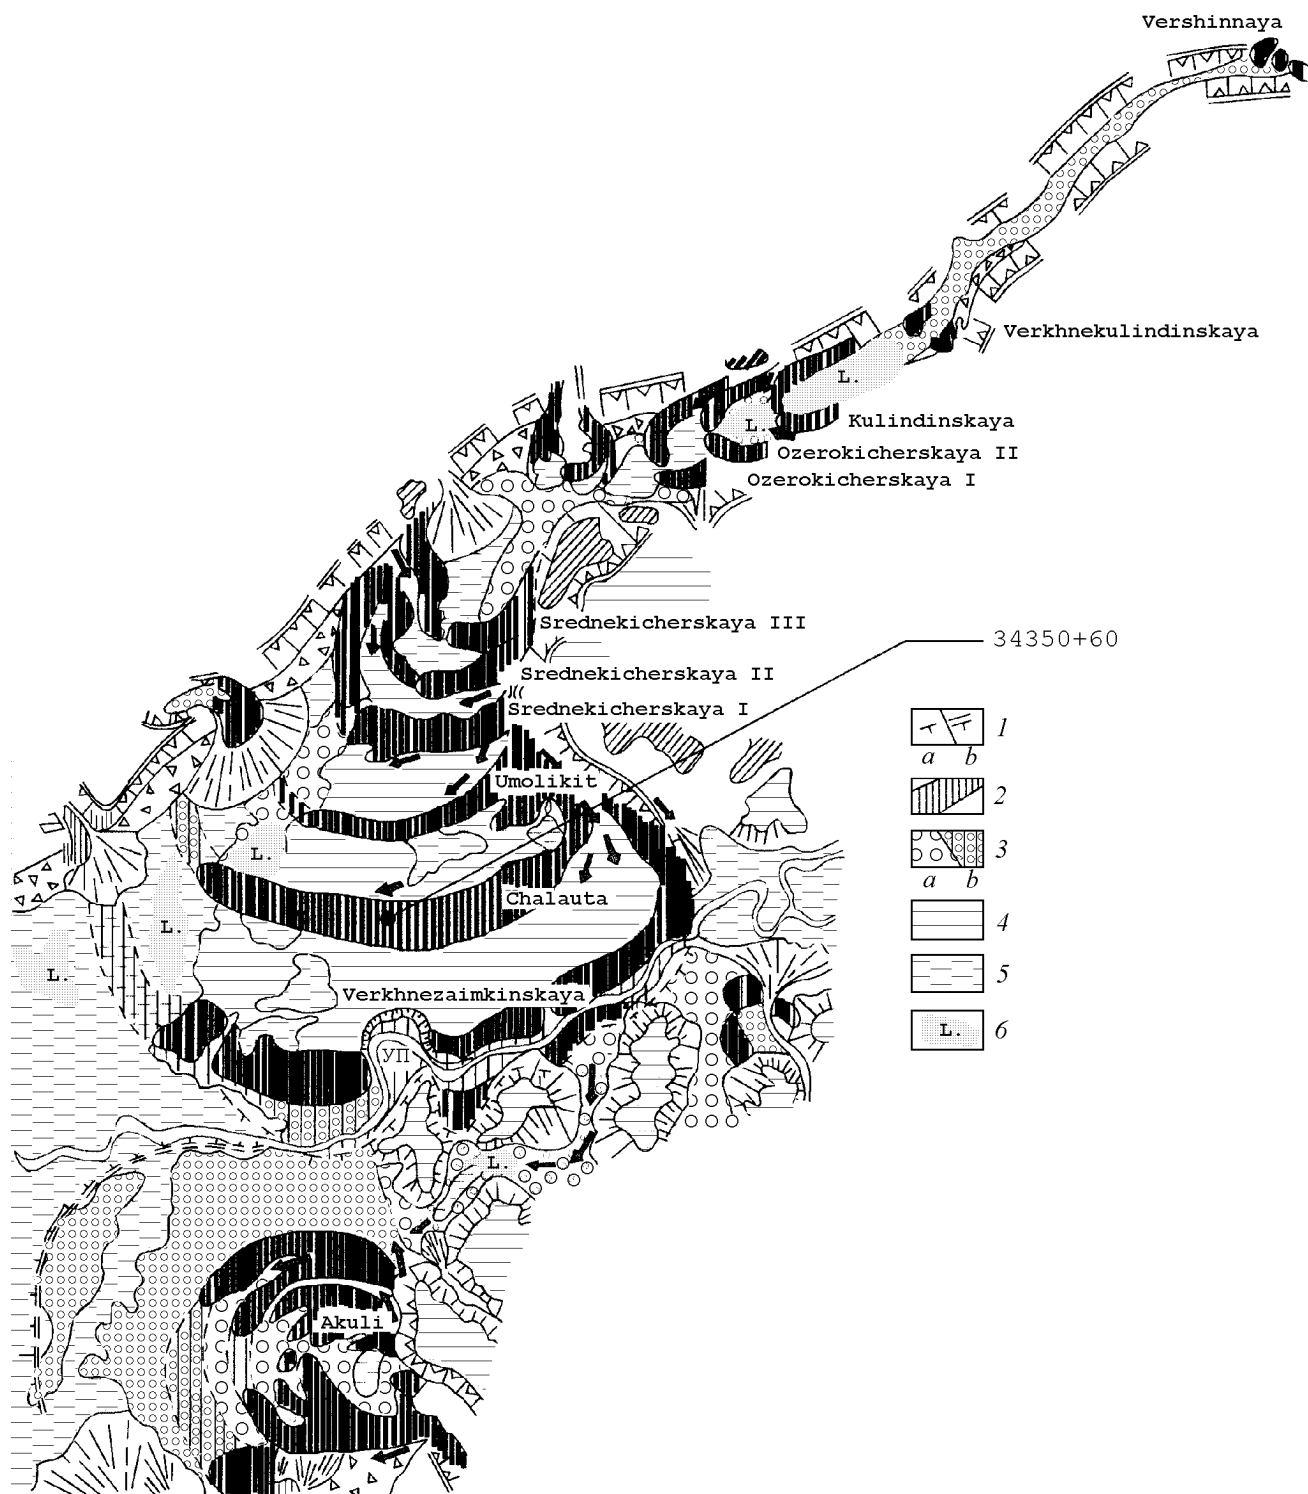 Vershinnaya
Verkhnekulindinskaya
L.
Kulindinskaya
L.
Ozerokicherskaya II
Ozerokicherskaya I
Srednekicherskaya III
34350+60
Srednekicherskaya II
Srednekicherskaya I
1
a b
Umolikit
2
L.
3
a b
Chalauta
L.
4
L.
5
Verkhnezaimkinskaya
L. 6
УП
L.
Akuli